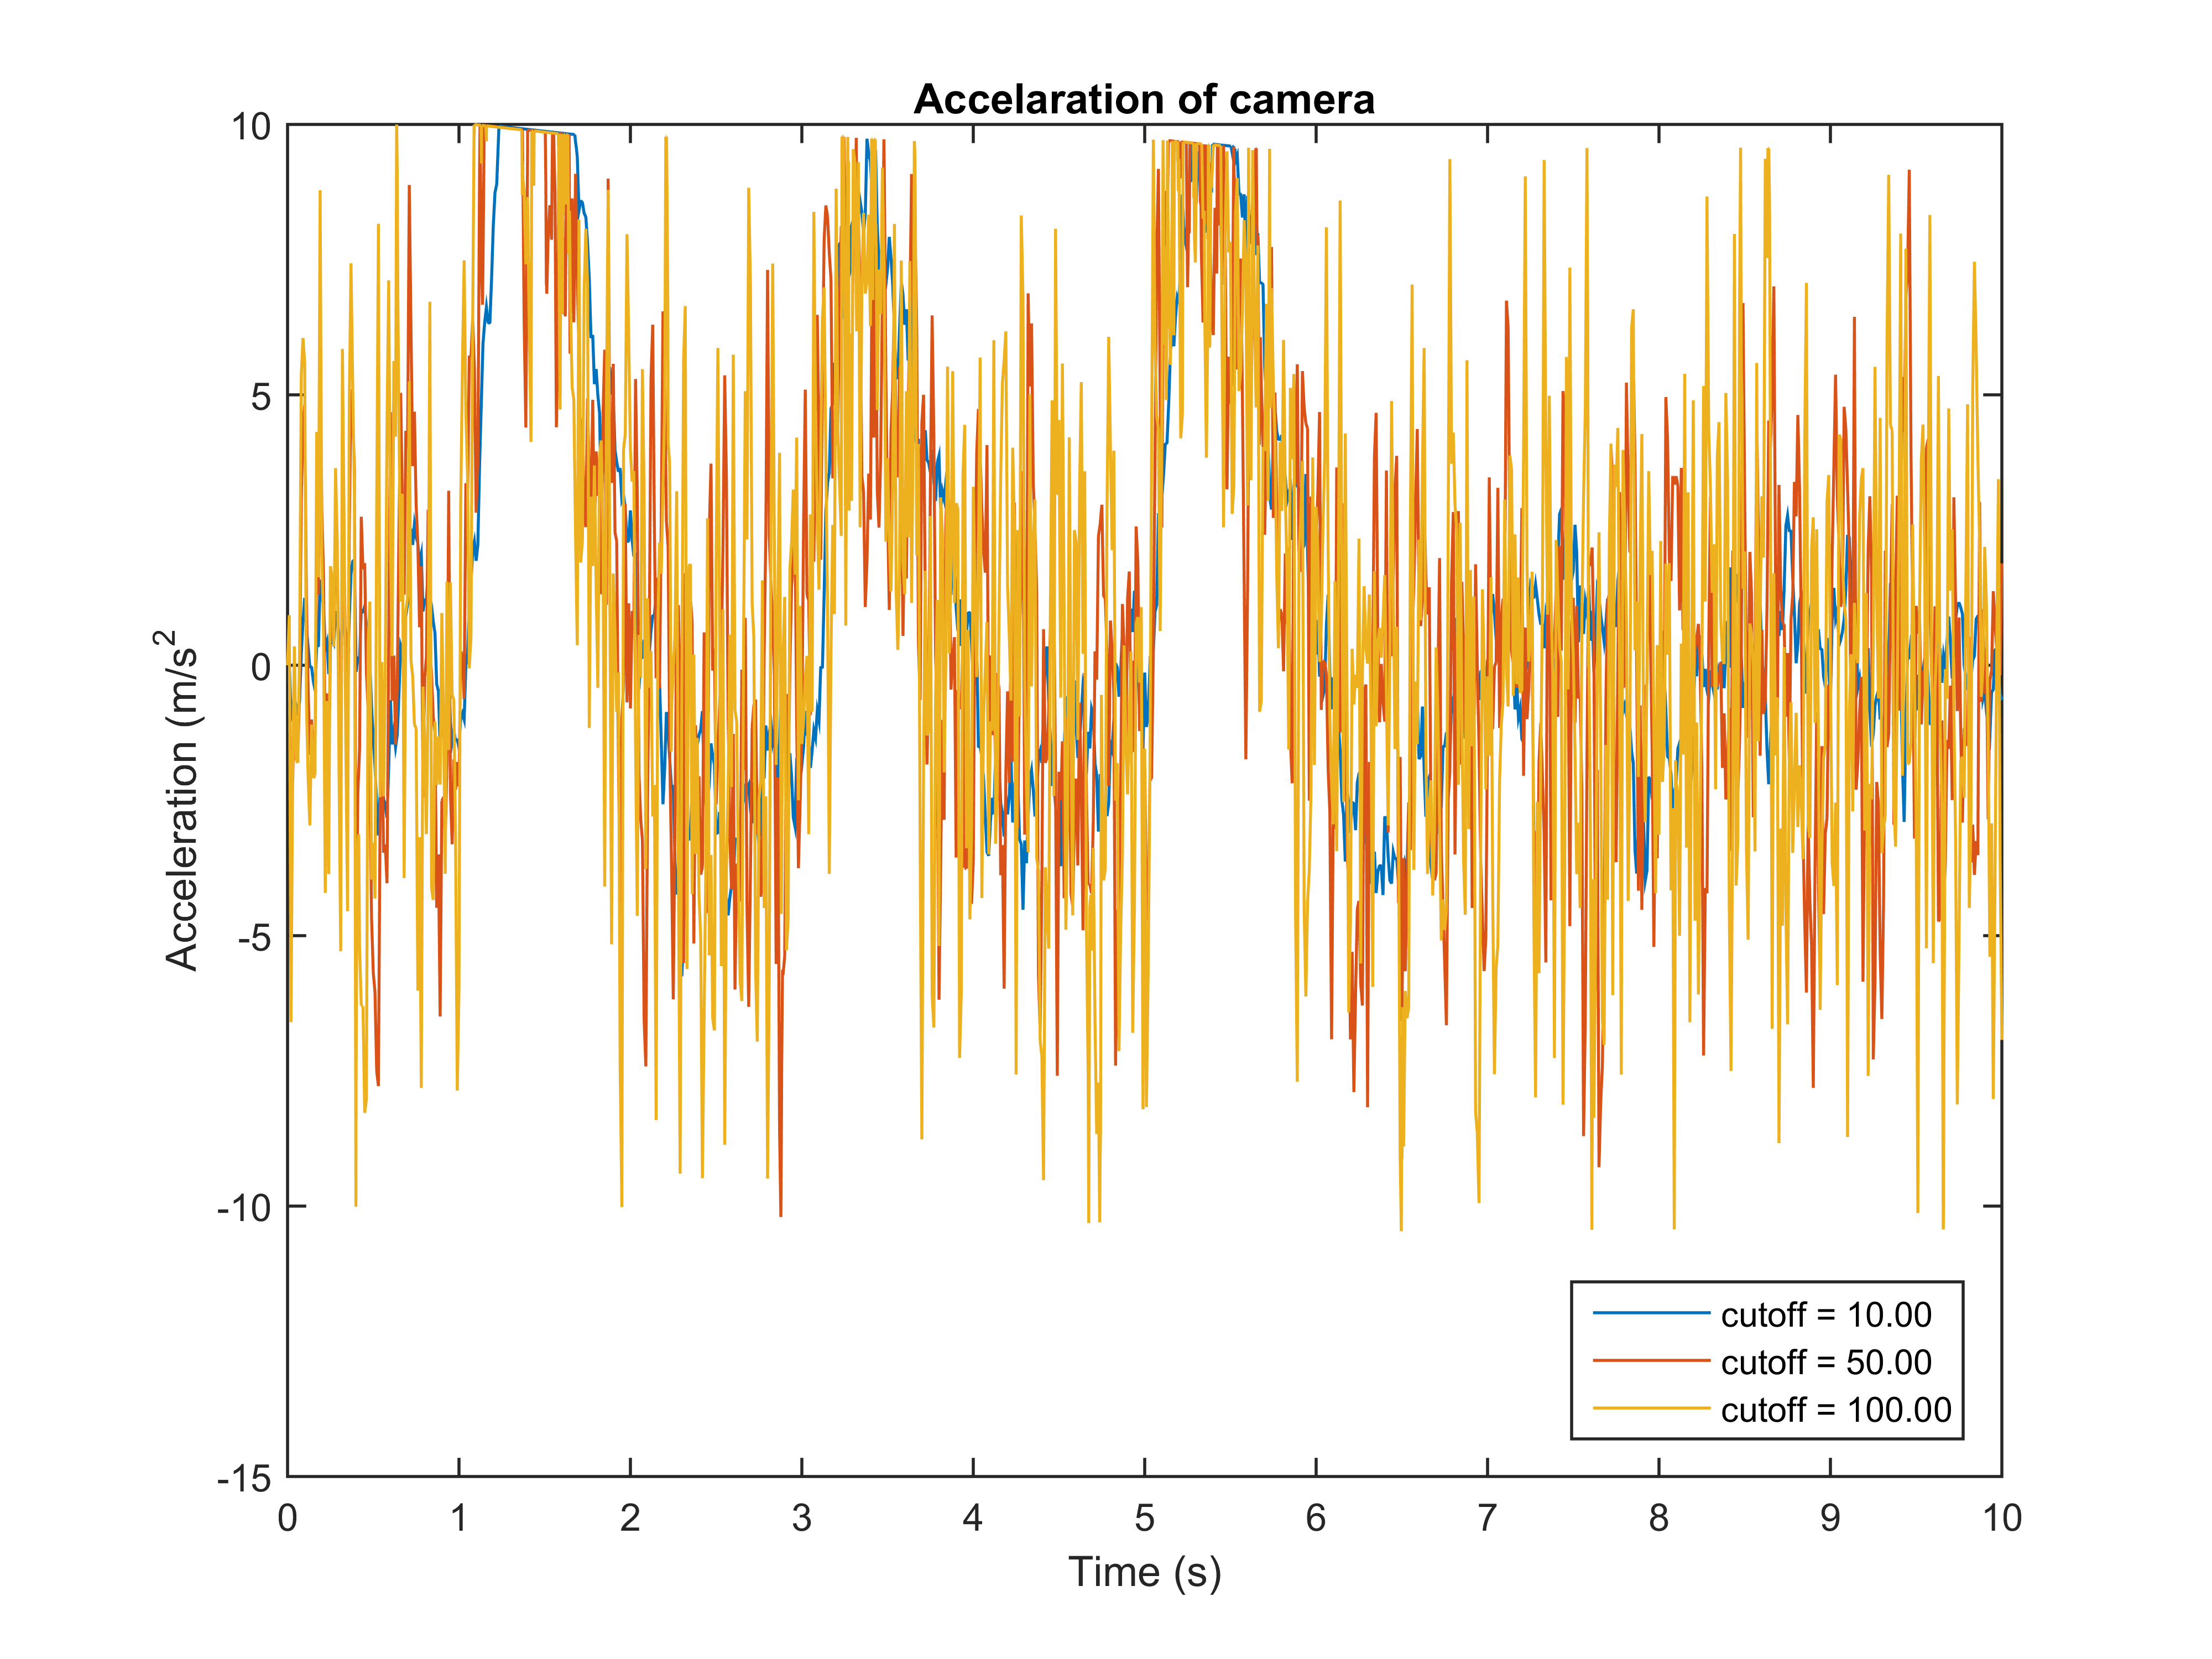 Accelaration of camera
10
5
0
-5
-10
-15
Acceleration (m/s²)
0 1 2 3 4 5 6 7 8 9 10
Time (s)
cutoff = 10.00
cutoff = 50.00
cutoff = 100.00